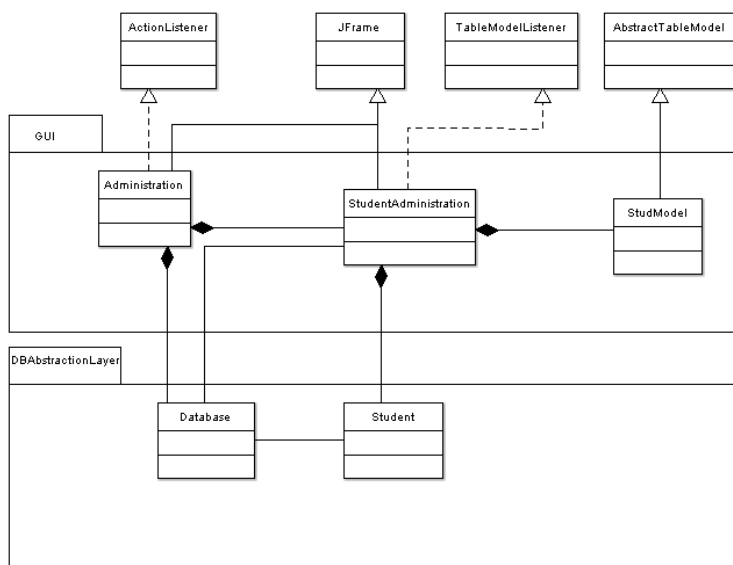 ActionListener
JFrame
TableModelListener
AbstractTableModel
GUI
Administration
StudentAdministration
StudModel
DBAbstractionLayer
Database
Student